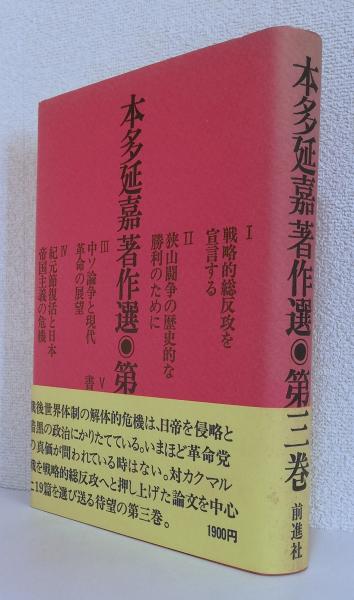 本多延嘉著作選◉第三巻
前進社
本多延嘉著作選◉第
Ⅰ
戦略的総反攻を
宣言する
Ⅱ
狭山闘争の歴史的な
勝利のために
Ⅲ
中ソ論争と現代
革命の展望
Ⅳ
紀元節復活と日本
帝国主義の危機
Ⅴ
書
戦後世界体制の解体的危機は、日帝を侵略と
暗黒の政治にかりたてている。いまほど革命党
の真価が問われている時はない。対カクマル
戦を戦略的総反攻へと押し上げた論文を中心
に19篇を選び送る待望の第三巻。
1900円